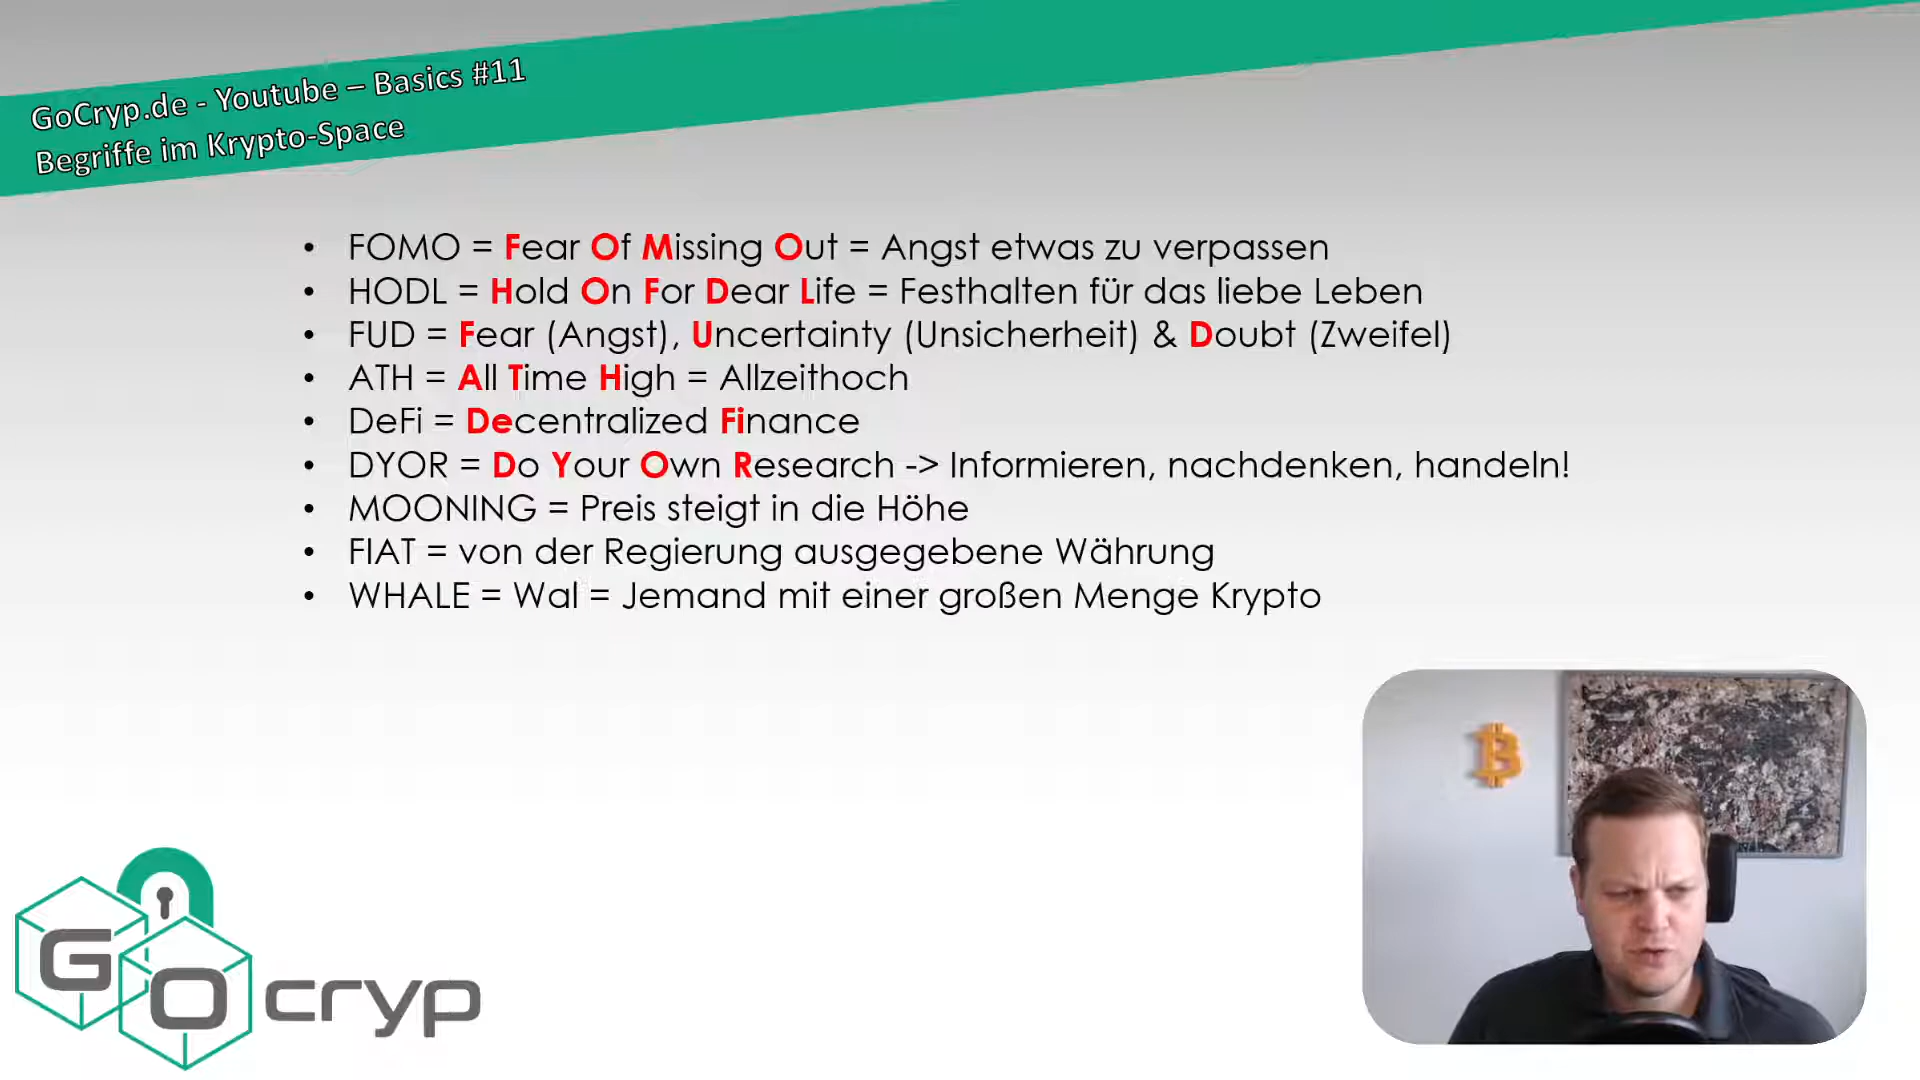 GoCryp.de - Youtube – Basics #11
Begriffe im Krypto-Space
• FOMO = Fear Of Missing Out = Angst etwas zu verpassen
• HODL = Hold On For Dear Life = Festhalten für das liebe Leben
• FUD = Fear (Angst), Uncertainty (Unsicherheit) & Doubt (Zweifel)
• ATH = All Time High = Allzeithoch
• DeFi = Decentralized Finance
• DYOR = Do Your Own Research -> Informieren, nachdenken, handeln!
• MOONING = Preis steigt in die Höhe
• FIAT = von der Regierung ausgegebene Währung
• WHALE = Wal = Jemand mit einer großen Menge Krypto
GO cryp